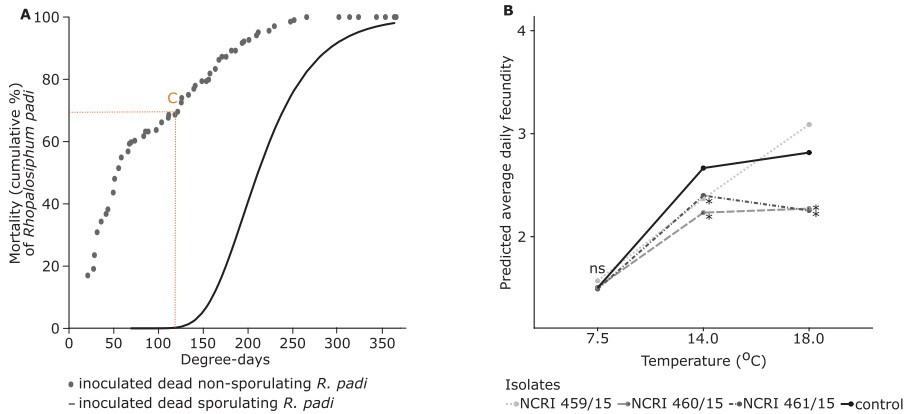 A
100
80
60
40
20
0
C
Mortality (cumulative %)
of Rhopalosiphum padi
0 50 100 150 200 250 300 350
Degree-days
inoculated dead non-sporulating R. padi
inoculated dead sporulating R. padi
B
4
3
2
Predicted average daily fecundity
ns
*
*
*
*
7.5 14.0 18.0
Temperature (ºC)
Isolates
NCRI 459/15 NCRI 460/15 NCRI 461/15 control